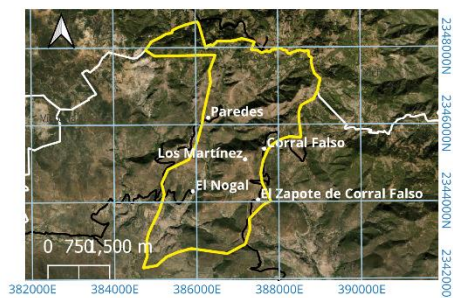 2348000N
Paredes
2346000N
Corral Falso
Los Martínez
El Nogal
El Zapote de Corral Falso
2344000N
0 750 1,500 m
2342000N
382000E 384000E 386000E 388000E 390000E